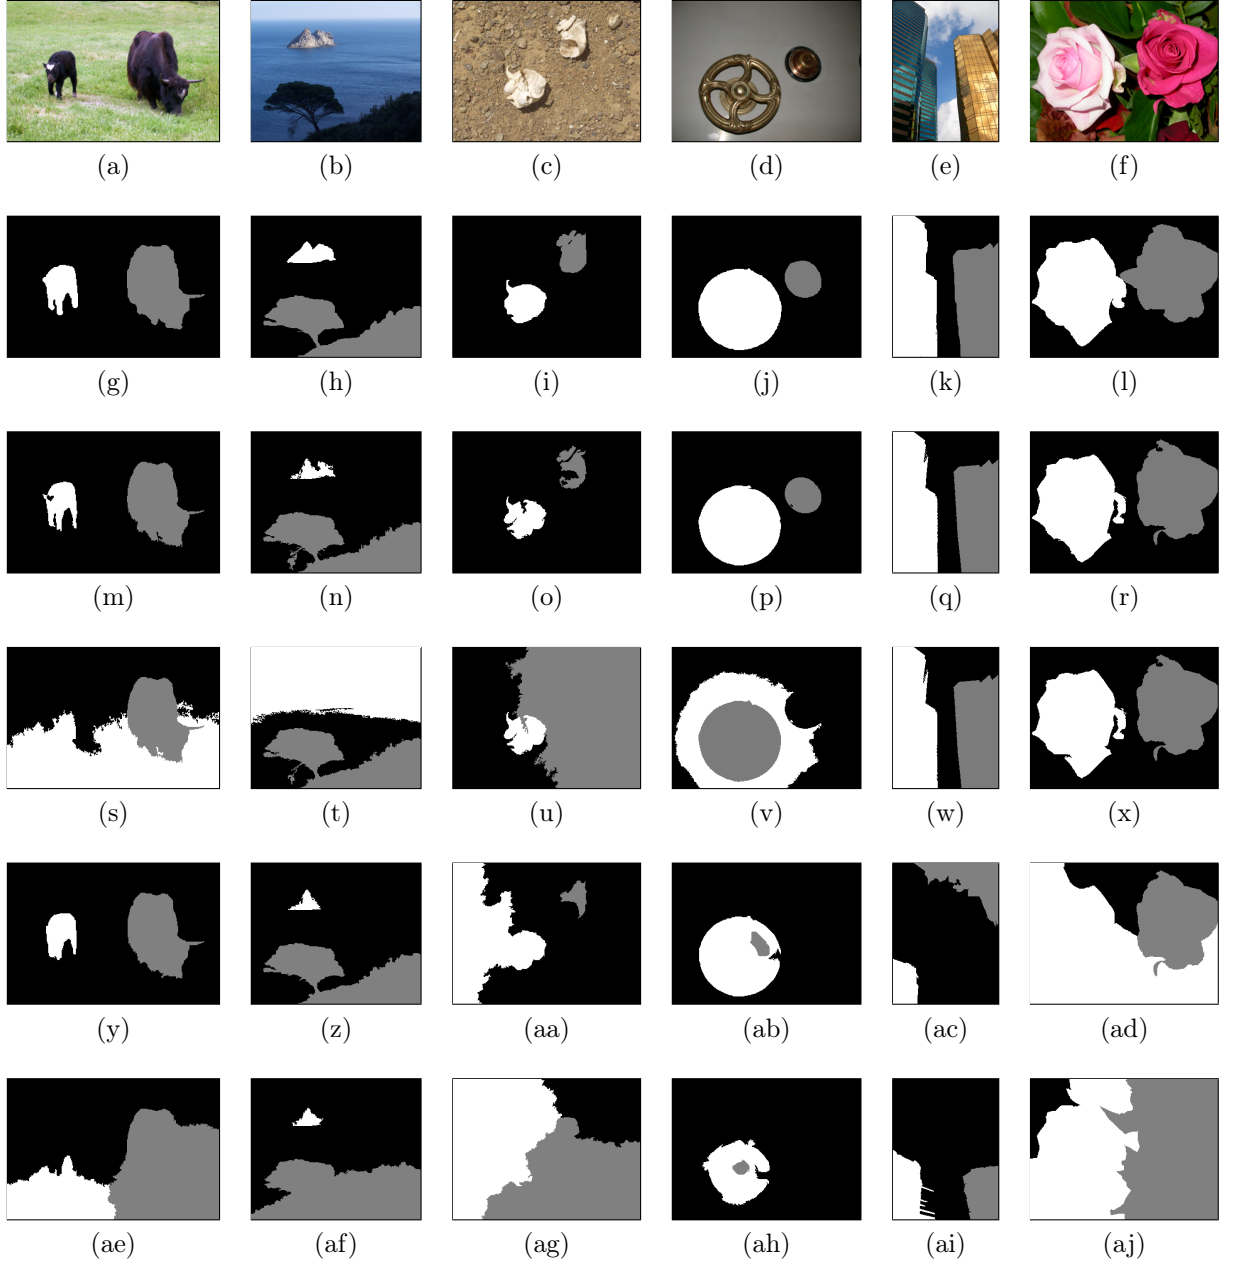 (a) (b) (c) (d) (e) (f)
(g) (h) (i) (j) (k) (l)
(m) (n) (o) (p) (q) (r)
(s) (t) (u) (v) (w) (x)
(y) (z) (aa) (ab) (ac) (ad)
(ae) (af) (ag) (ah) (ai) (aj)